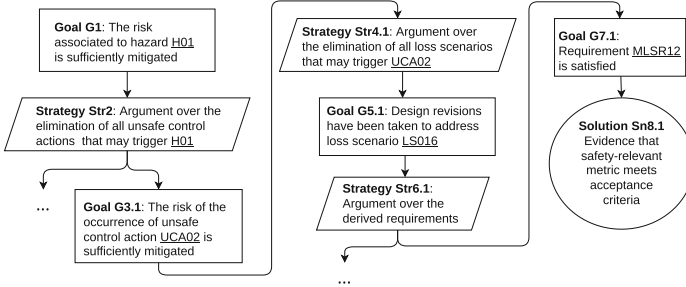 Goal G1: The risk
associated to hazard H01
is sufficiently mitigated
Strategy Str2: Argument over the
elimination of all unsafe control
actions that may trigger H01
...
Goal G3.1: The risk of the
occurrence of unsafe
control action UCA02 is
sufficiently mitigated
Strategy Str4.1: Argument over
the elimination of all loss scenarios
that may trigger UCA02
Goal G5.1: Design revisions
have been taken to address
loss scenario LS016
Strategy Str6.1:
Argument over the
derived requirements
...
Goal G7.1:
Requirement MLSR12
is satisfied
Solution Sn8.1
Evidence that
safety-relevant
metric meets
acceptance
criteria